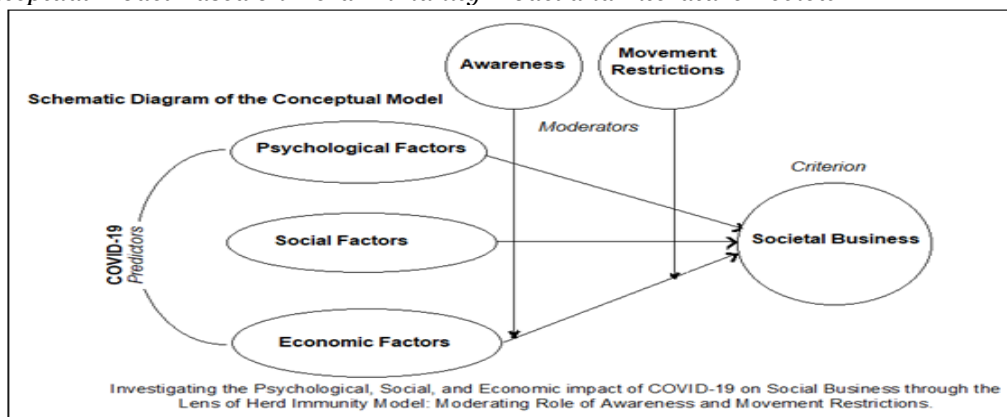 Awareness
Movement
Restrictions
Schematic Diagram of the Conceptual Model
Moderators
Psychological Factors
Criterion
COVID-19
Predictors
Social Factors
Societal Business
Economic Factors
Investigating the Psychological, Social, and Economic impact of COVID-19 on Social Business through the
Lens of Herd Immunity Model: Moderating Role of Awareness and Movement Restrictions.